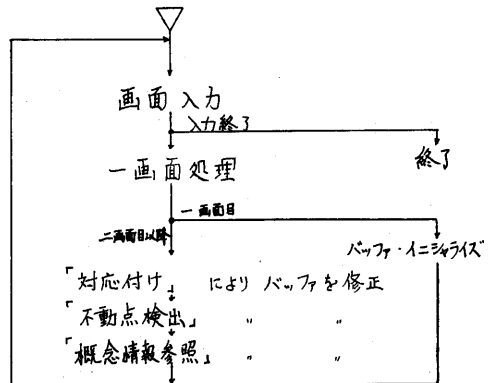 画面入力
入力終了
終了
一画面処理
一画面目
二画面目以降
バッファ・イニシャライズ
「対応付け」 により バッファを修正
「不動点検出」 〃 〃
「概念情報参照」 〃 〃